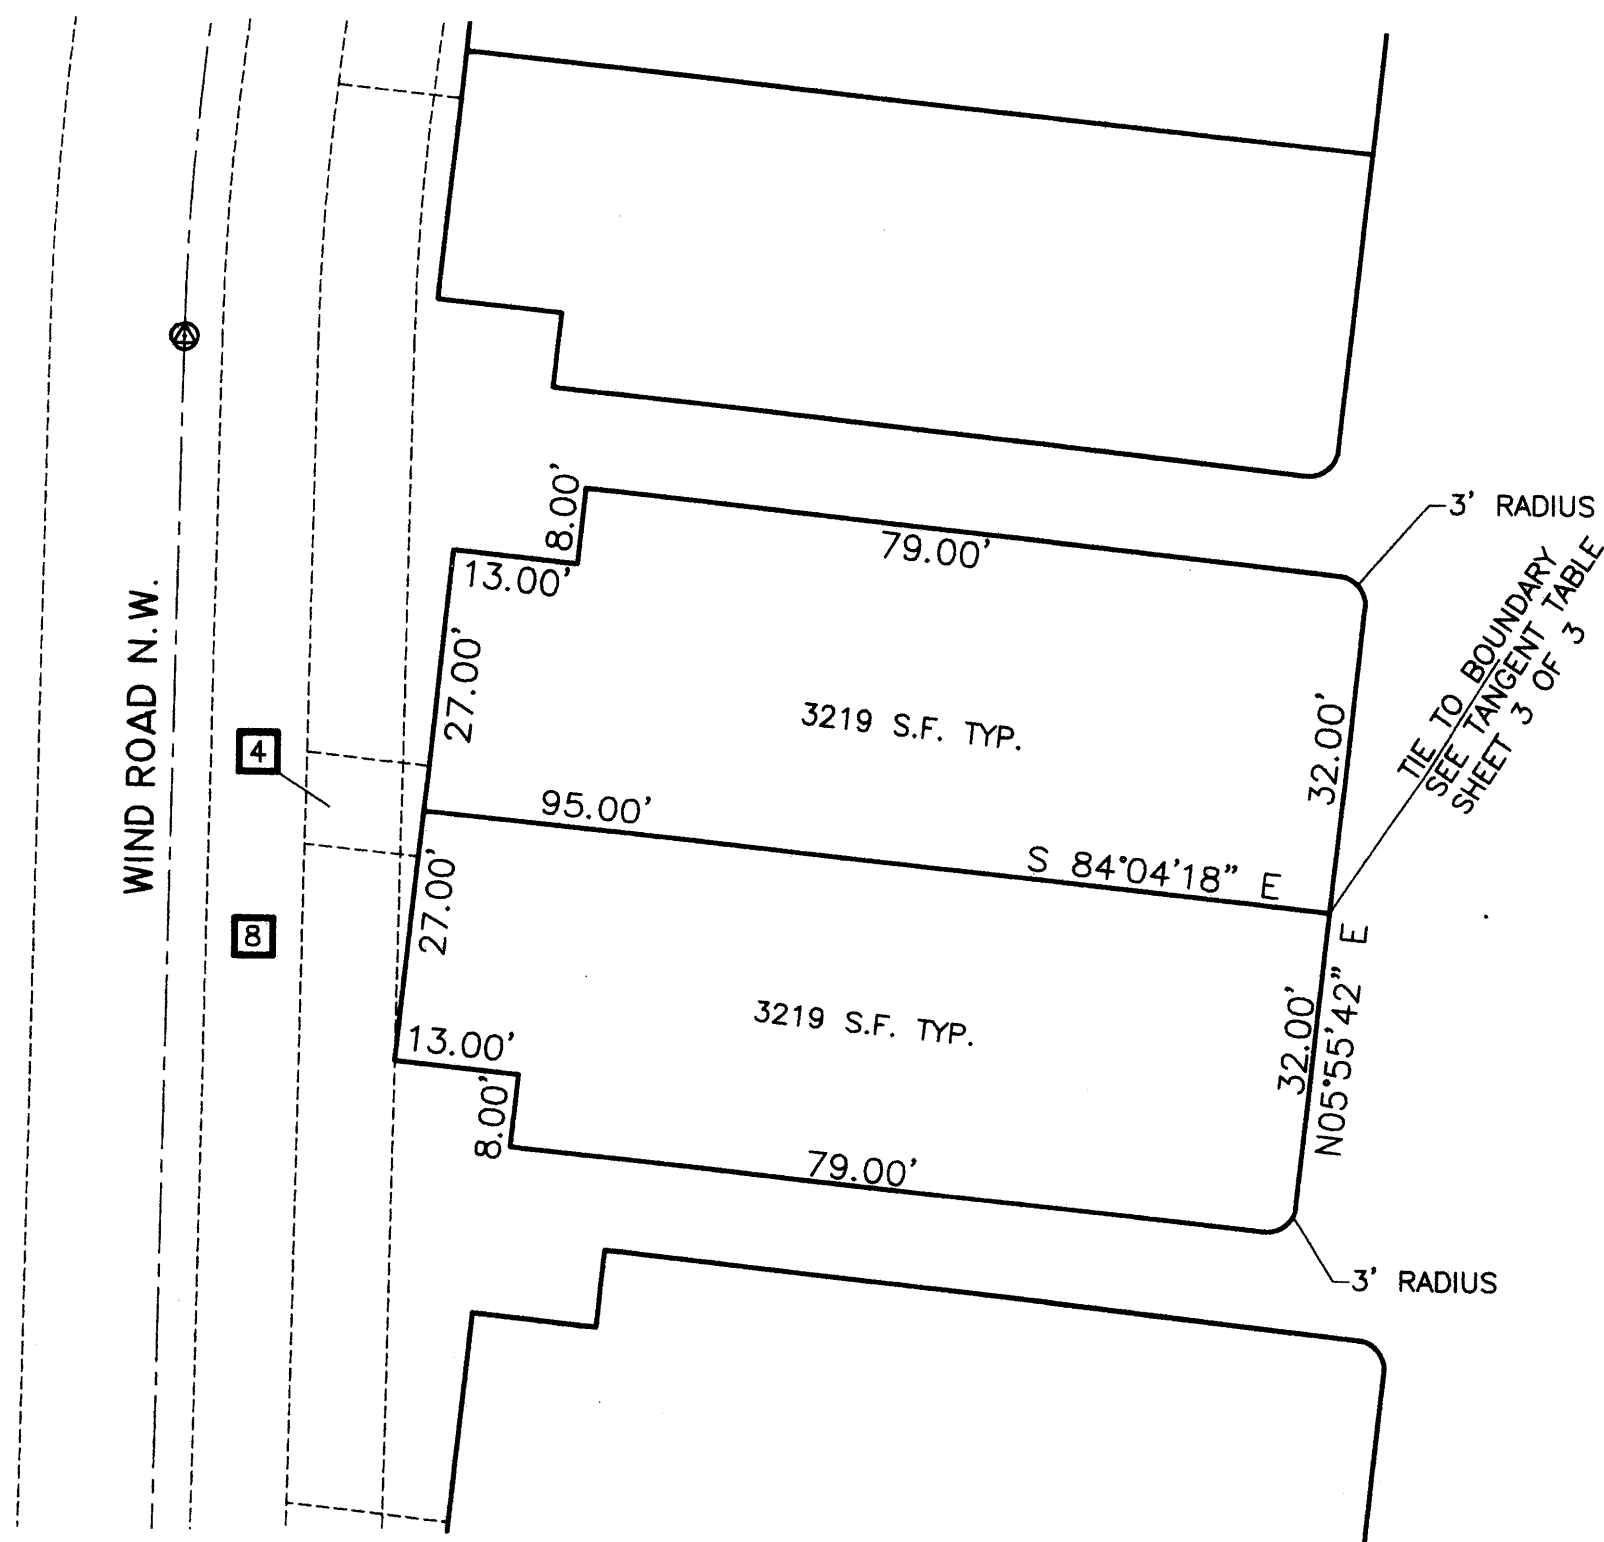 3' RADIUS
8.00'
79.00'
13.00'
TIE TO BOUNDARY
SEE TANGENT TABLE
SHEET 3 OF 3
27.00'
WIND ROAD N.W.
3219 S.F. TYP.
32.00'
4
95.00'
S 84°04'18" E
27.00'
8
N05°55'42" E
32.00'
3219 S.F. TYP.
13.00'
8.00'
79.00'
3' RADIUS